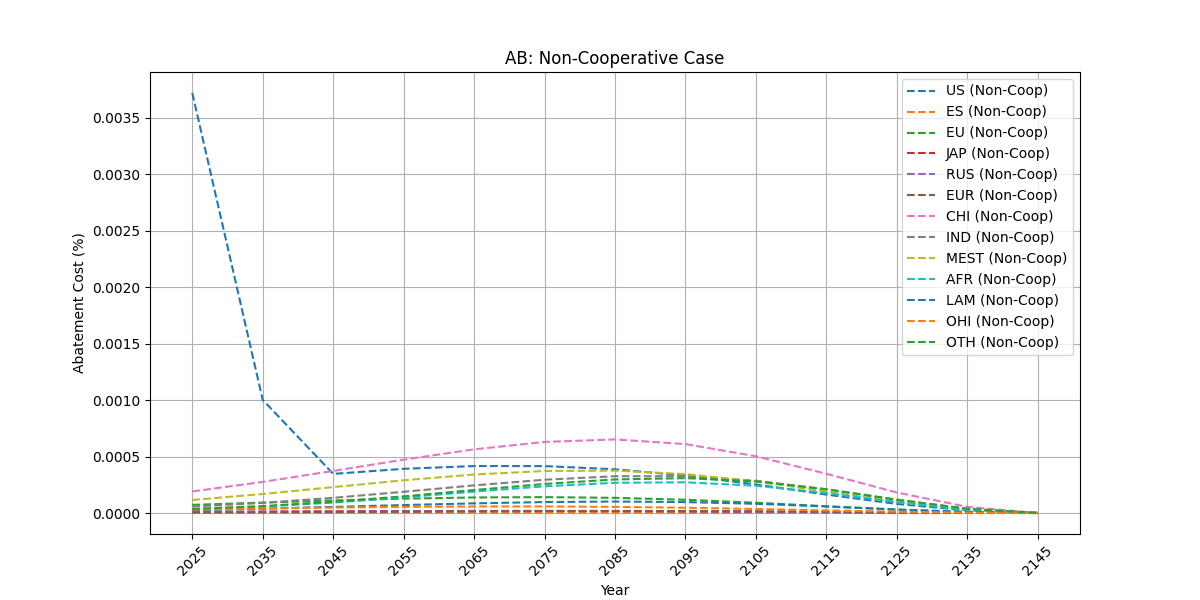 AB: Non-Cooperative Case
Abatement Cost (%)
0.0035
0.0030
0.0025
0.0020
0.0015
0.0010
0.0005
0.0000
US (Non-Coop)
ES (Non-Coop)
EU (Non-Coop)
JAP (Non-Coop)
RUS (Non-Coop)
EUR (Non-Coop)
CHI (Non-Coop)
IND (Non-Coop)
MEST (Non-Coop)
AFR (Non-Coop)
LAM (Non-Coop)
OHI (Non-Coop)
OTH (Non-Coop)
2025
2035
2045
2055
2065
2075
2085
2095
2105
2115
2125
2135
2145
Year